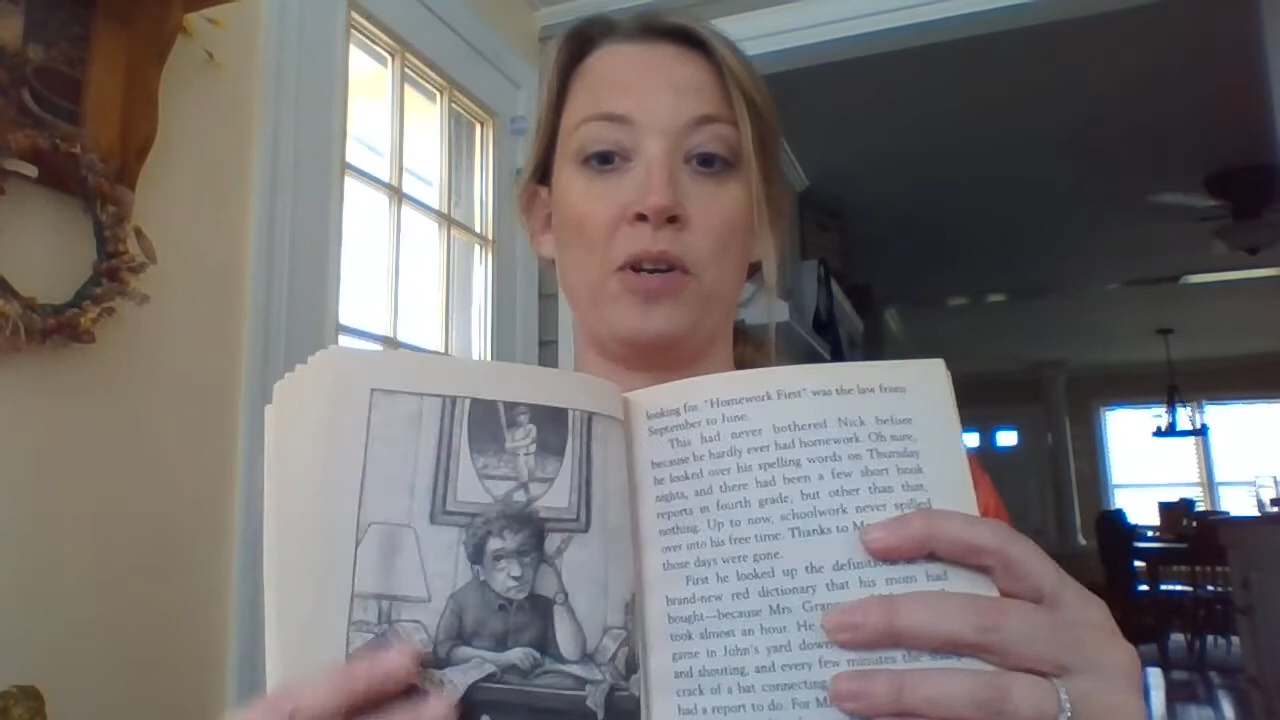 looking for. "Homework First" was the law from
September to June.
This had never bothered Nick before
because he hardly ever had homework. Oh sure,
he looked over his spelling words on Thursday
nights, and there had been a few short book
reports in fourth grade, but other than that,
nothing. Up to now, schoolwork never spilled
over into his free time. Thanks to
those days were gone.
First he looked up the
brand-new red dictionary that his mom had
bought—because Mrs.
took almost an hour. He
game in John's yard down
and shouting, and every few minutes the
crack of a bat connecting
had a report to do. For